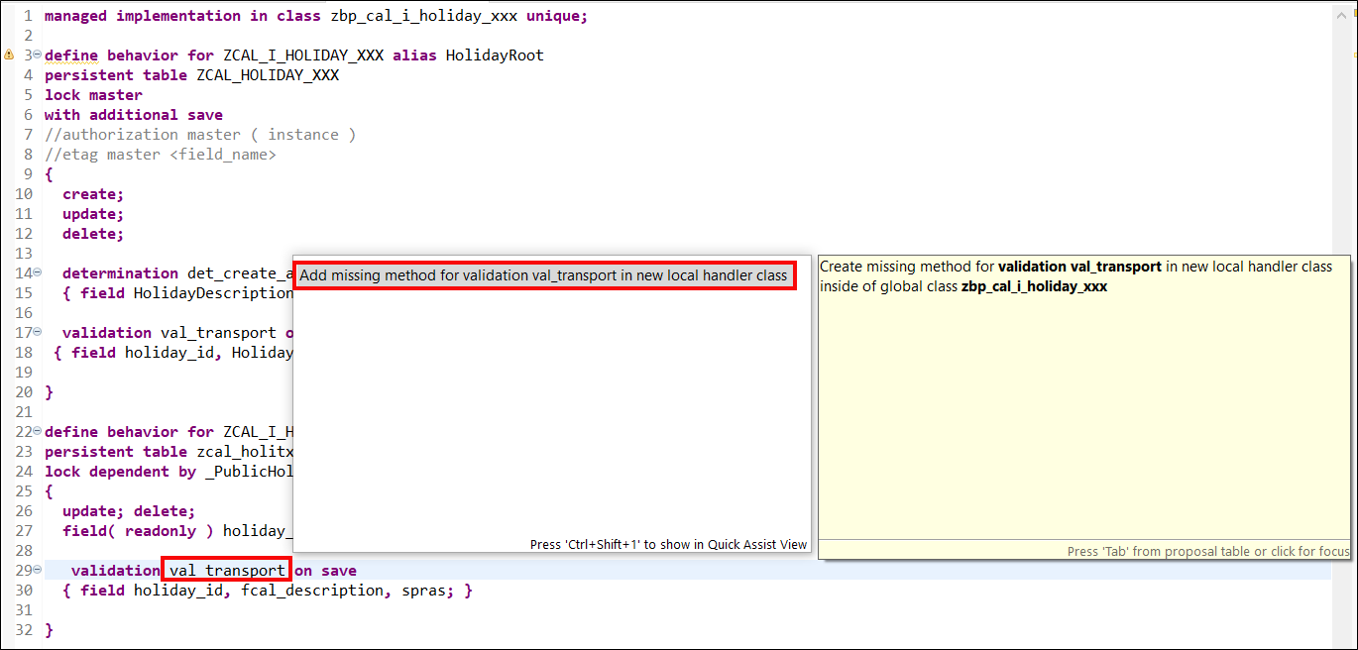 1 managed implementation in class zbp_cal_i_holiday_xxx unique;
2
3 define behavior for ZCAL_I_HOLIDAY_XXX alias HolidayRoot
4 persistent table ZCAL_HOLIDAY_XXX
5 lock master
6 with additional save
7 //authorization master ( instance )
8 //etag master <field_name>
9 {
10 create;
11 update;
12 delete;
13
14 determination det_create_a
15 { field HolidayDescription
16
17 validation val_transport o
18 { field holiday_id, Holiday
19
20 }
21
22 define behavior for ZCAL_I_H
23 persistent table zcal_holitx
24 lock dependent by _PublicHol
25 {
26 update; delete;
27 field( readonly ) holiday_
28
29 validation val_transport on save
30 { field holiday_id, fcal_description, spras; }
31
32 }
Add missing method for validation val_transport in new local handler class
Press 'Ctrl+Shift+1' to show in Quick Assist View
Create missing method for validation val_transport in new local handler class
inside of global class zbp_cal_i_holiday_xxx
Press 'Tab' from proposal table or click for focus